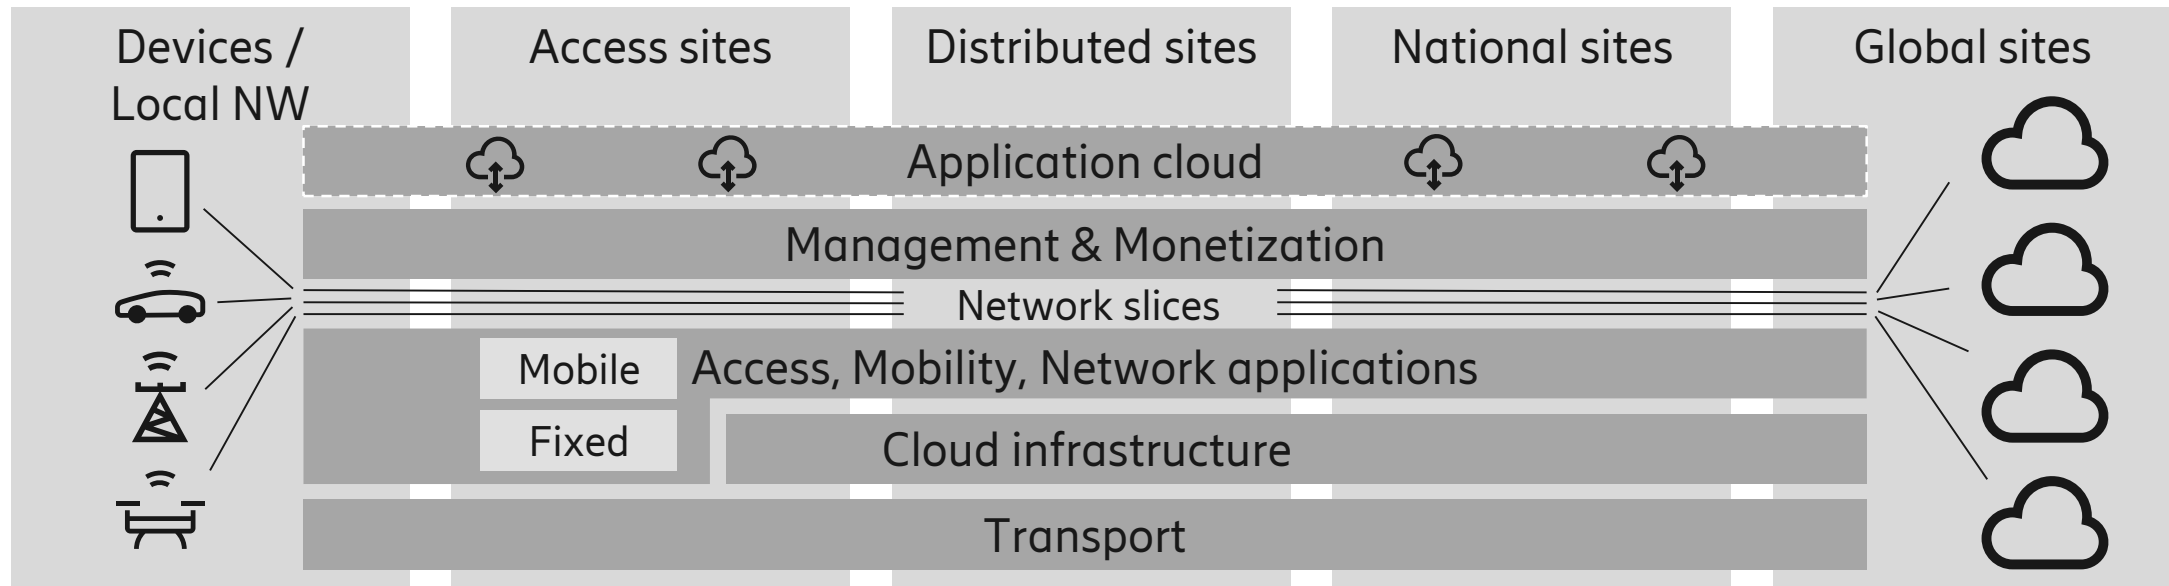 Devices /
Local NW
Access sites
Distributed sites
National sites
Global sites
Application cloud
Management & Monetization
Network slices
Mobile
Access, Mobility, Network applications
Fixed
Cloud infrastructure
Transport